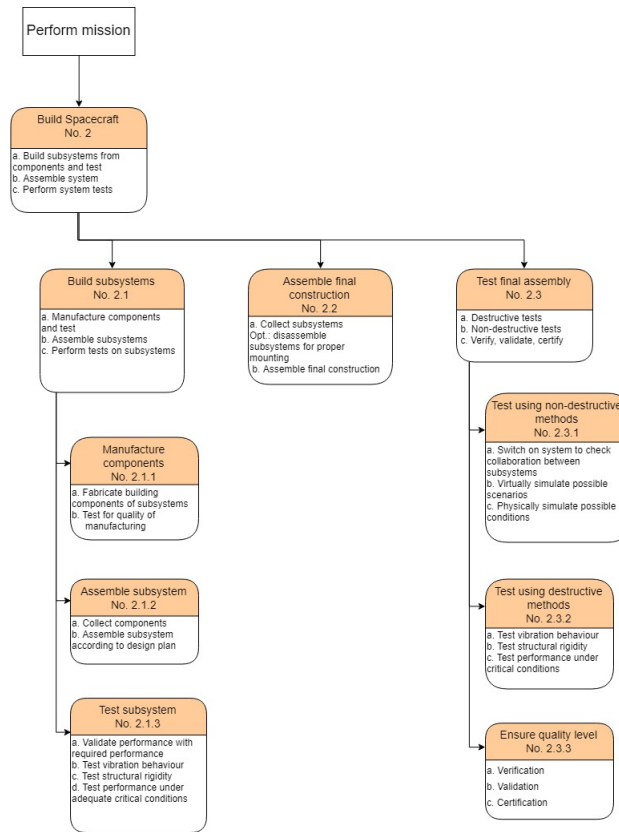 Perform mission
Build Spacecraft
No. 2
a. Build subsystems from
components and test
b. Assemble system
c. Perform system tests
Build subsystems
No. 2.1
a. Manufacture components
and test
b. Assemble subsystems
c. Perform tests on subsystems
Assemble final
construction
No. 2.2
a. Collect subsystems
Opt.: disassemble
subsystems for proper
mounting
b. Assemble final construction
Test final assembly
No. 2.3
a. Destructive tests
b. Non-destructive tests
c. Verify, validate, certify
Manufacture
components
No. 2.1.1
a. Fabricate building
components of subsystems
b. Test for quality of
manufacturing
Assemble subsystem
No. 2.1.2
a. Collect components
b. Assemble subsystem
according to design plan
Test subsystem
No. 2.1.3
a. Validate performance with
required performance
b. Test vibration behaviour
c. Test structural rigidity
d. Test performance under
adequate critical conditions
Test using non-destructive
methods
No. 2.3.1
a. Switch on system to check
collaboration between
subsystems
b. Virtually simulate possible
scenarios
c. Physically simulate possible
conditions
Test using destructive
methods
No. 2.3.2
a. Test vibration behaviour
b. Test structural rigidity
c. Test performance under
critical conditions
Ensure quality level
No. 2.3.3
a. Verification
b. Validation
c. Certification